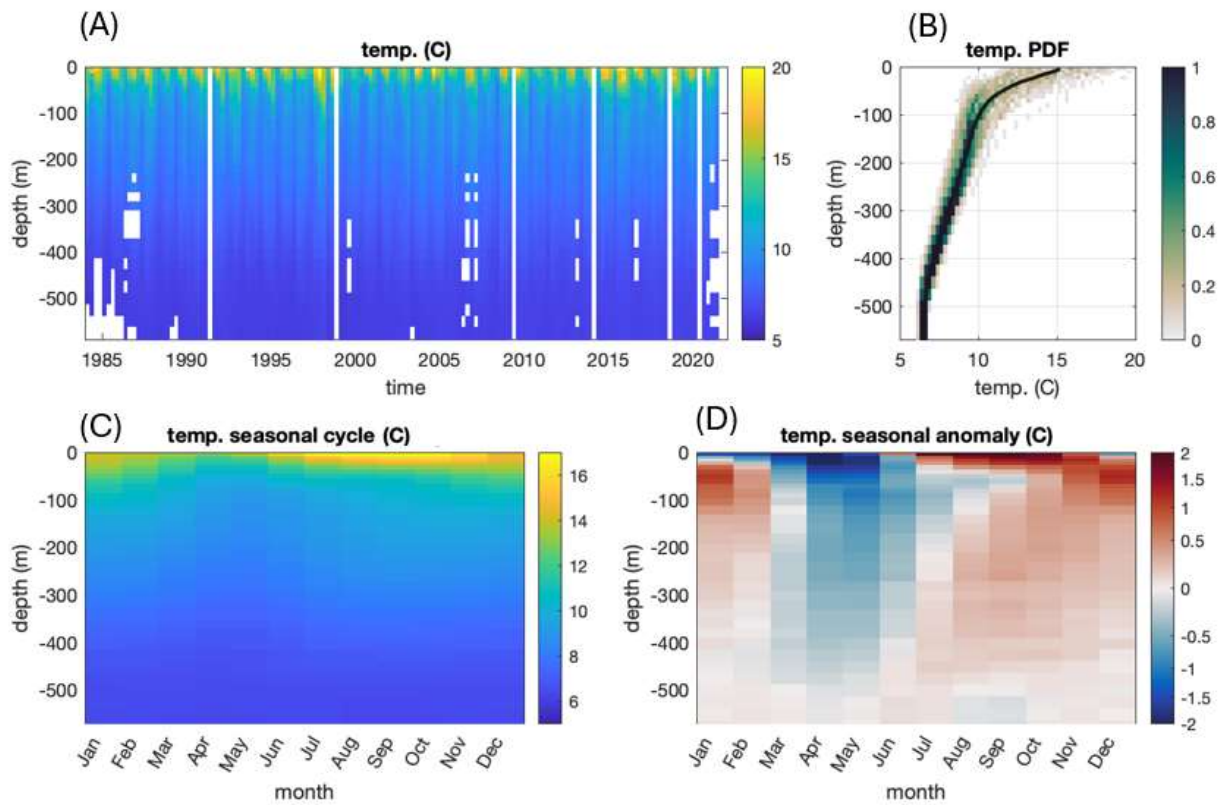 (A)
temp. (C)
0
-100
-200
-300
-400
-500
depth (m)
1985 1990 1995 2000 2005 2010 2015 2020
time
20
15
10
5
(B)
temp. PDF
0
-100
-200
-300
-400
-500
depth (m)
5 10 15 20
temp. (C)
1
0.8
0.6
0.4
0.2
0
(C)
temp. seasonal cycle (C)
0
-100
-200
-300
-400
-500
depth (m)
Jan Feb Mar Apr May Jun Jul Aug Sep Oct Nov Dec
month
16
14
12
10
8
6
(D)
temp. seasonal anomaly (C)
0
-100
-200
-300
-400
-500
depth (m)
Jan Feb Mar Apr May Jun Jul Aug Sep Oct Nov Dec
month
2
1.5
1
0.5
0
-0.5
-1
-1.5
-2